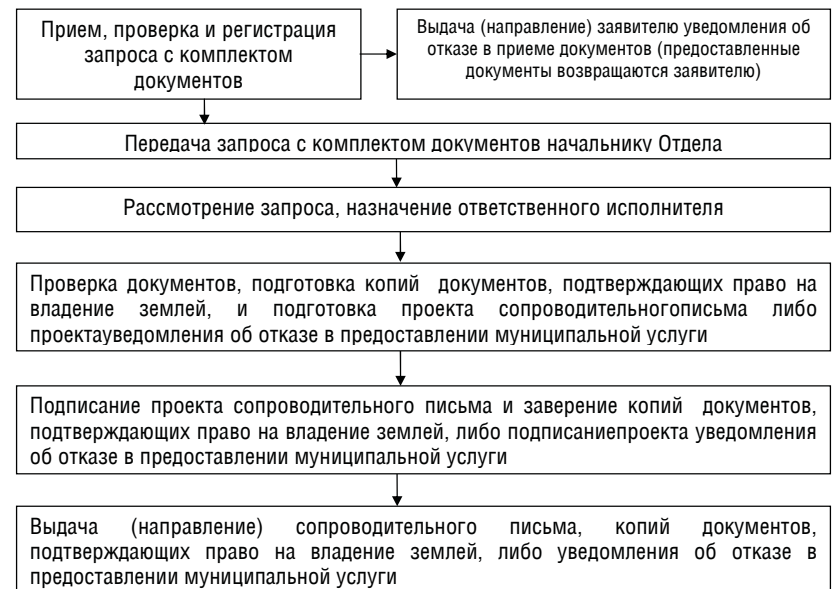 Прием, проверка и регистрация
запроса с комплектом
документов
Выдача (направление) заявителю уведомления об
отказе в приеме документов (предоставленные
документы возвращаются заявителю)
Передача запроса с комплектом документов начальнику Отдела
Рассмотрение запроса, назначение ответственного исполнителя
Проверка документов, подготовка копий документов, подтверждающих право на
владение землей, и подготовка проекта сопроводительногописьма либо
проектауведомления об отказе в предоставлении муниципальной услуги
Подписание проекта сопроводительного письма и заверение копий документов,
подтверждающих право на владение землей, либо подписаниепроекта уведомления
об отказе в предоставлении муниципальной услуги
Выдача (направление) сопроводительного письма, копий документов,
подтверждающих право на владение землей, либо уведомления об отказе в
предоставлении муниципальной услуги